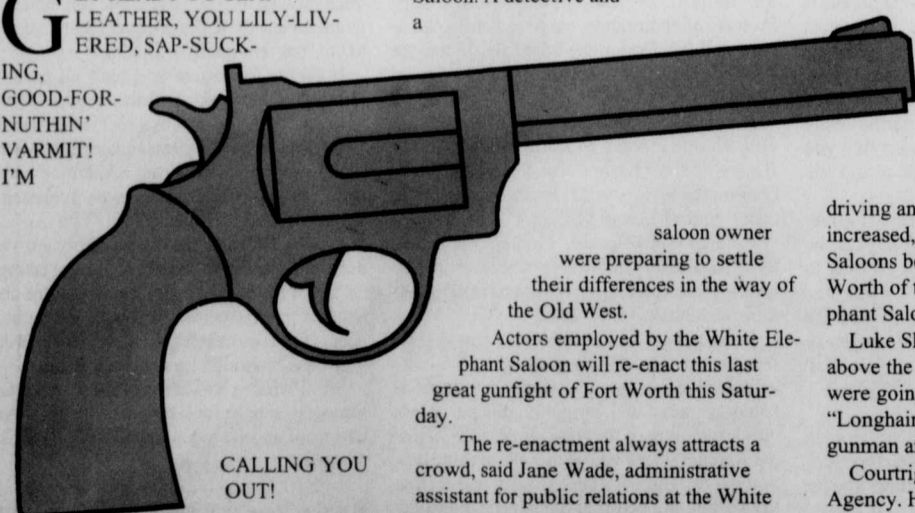 G
LEATHER, YOU LILY-LIV-
ERED, SAP-SUCK-
ING,
GOOD-FOR-
NUTHIN'
VARMIT!
I'M
CALLING YOU
OUT!
a
saloon owner
were preparing to settle
their differences in the way of
the Old West.
Actors employed by the White Ele-
phant Saloon will re-enact this last
great gunfight of Fort Worth this Satur-
day.
The re-enactment always attracts a
crowd, said Jane Wade, administrative
assistant for public relations at the White
driving an
increased,
Saloons be
Worth of t
phant Salo
Luke Sh
above the
were goin
"Longhair
gunman a
Courtrig
Agency. H